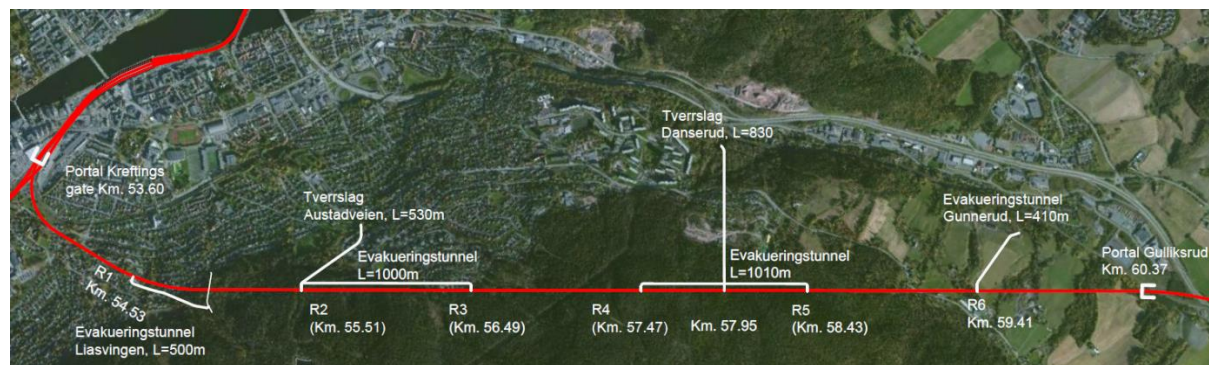 Portal Kreftings
gate Km. 53.60
Tverrslag
Austadveien, L=530m
Tverrslag
Danserud, L=830
Evakueringstunnel
Gunnerud, L=410m
Portal Gulliksrud
Km. 60.37
Evakueringstunnel
L=1000m
Evakueringstunnel
L=1010m
R1
Km. 54.53
Evakueringstunnel
Liasvingen, L=500m
R2
(Km. 55.51)
R3
(Km. 56.49)
R4
(Km. 57.47)
Km. 57.95
R5
(Km. 58.43)
R6
Km. 59.41